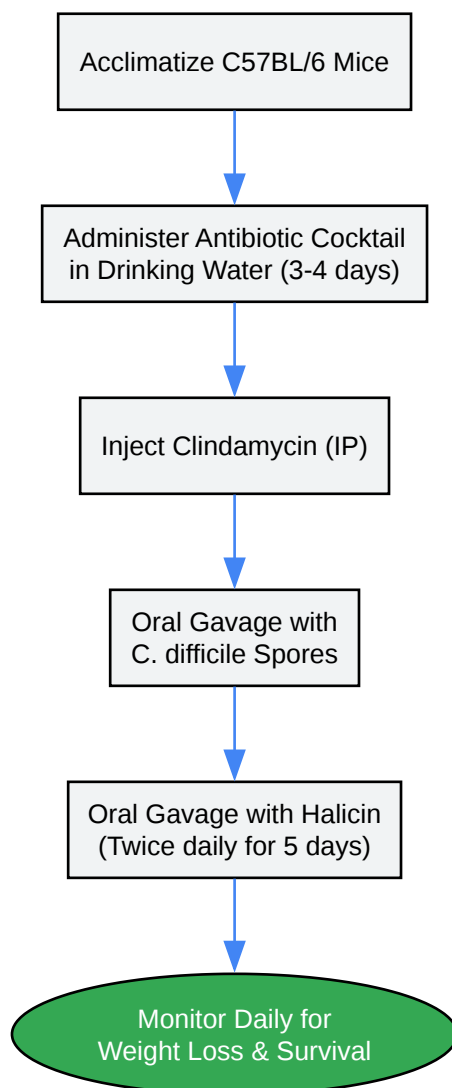 Acclimatize C57BL/6 Mice
Administer Antibiotic Cocktail
in Drinking Water (3-4 days)
Inject Clindamycin (IP)
Oral Gavage with
C. difficile Spores
Oral Gavage with Halicin
(Twice daily for 5 days)
Monitor Daily for
Weight Loss & Survival